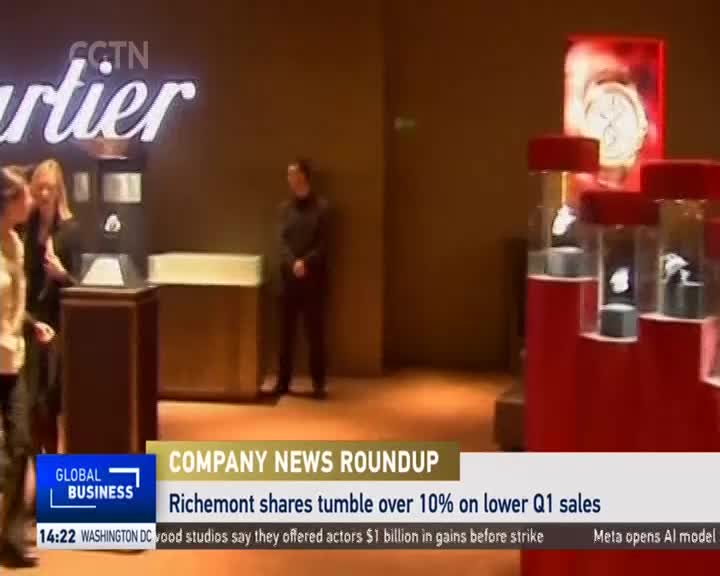 CGTN
artier
COMPANY NEWS ROUNDUP
GLOBAL
BUSINESS
Richemont shares tumble over 10% on lower Q1 sales
14:22 WASHINGTON DC wood studios say they offered actors $1 billion in gains before strike Meta opens AI model